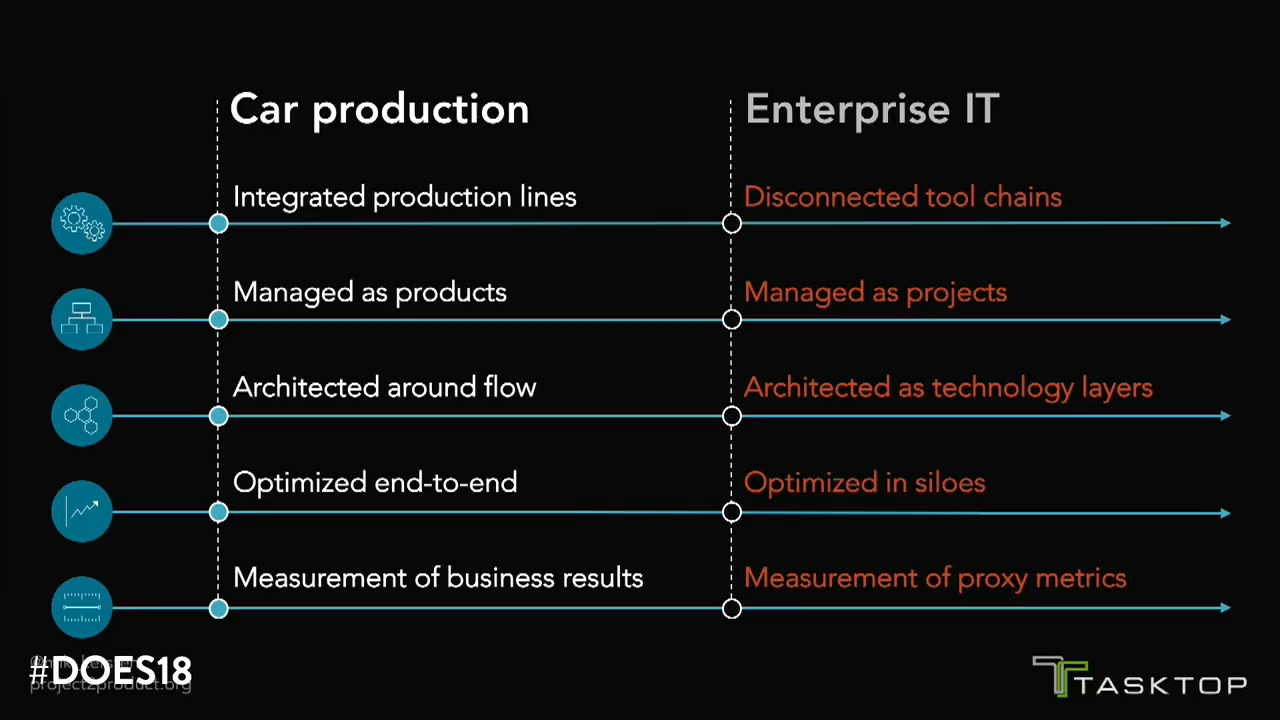 Car production
Enterprise IT
Integrated production lines
Disconnected tool chains
Managed as products
Managed as projects
Architected around flow
Architected as technology layers
Optimized end-to-end
Optimized in siloes
Measurement of business results
Measurement of proxy metrics
#DOES18
project2product.org
TASKTOP